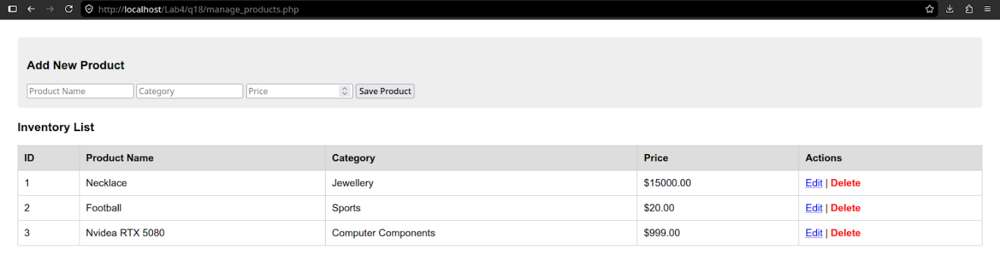 http://localhost/Lab4/q18/manage_products.php
Add New Product
Product Name Category Price Save Product
Inventory List
ID Product Name Category Price Actions
1 Necklace Jewellery $15000.00 Edit | Delete
2 Football Sports $20.00 Edit | Delete
3 Nvidea RTX 5080 Computer Components $999.00 Edit | Delete